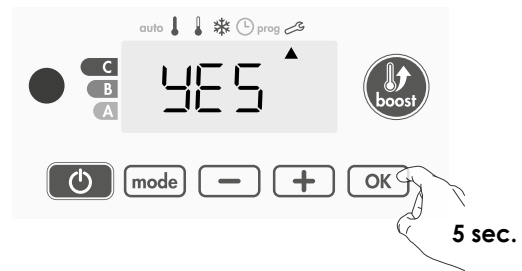 auto prog
C
B
A
YES
boost
mode − + OK
5 sec.